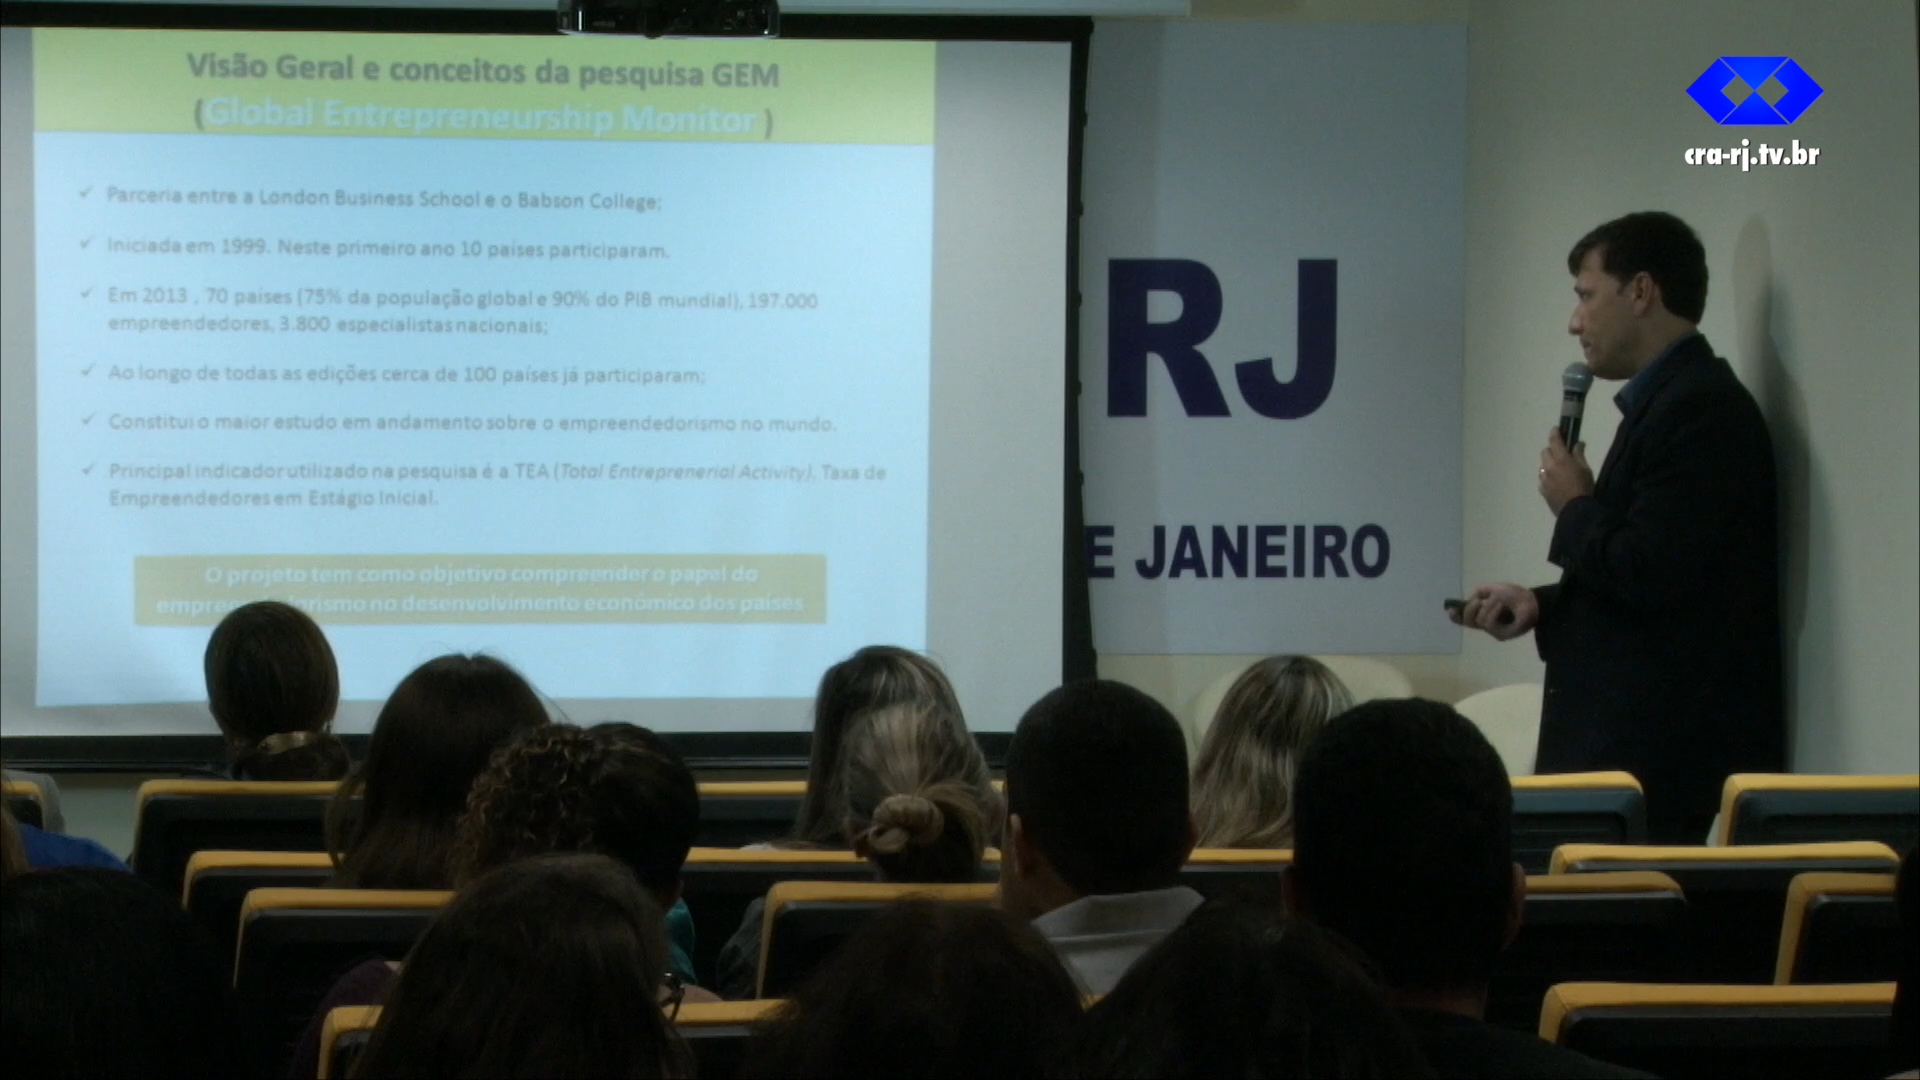 Visão Geral e conceitos da pesquisa GEM
(Global Entrepreneurship Monitor )
✓ Parceria entre a London Business School e o Babson College;
✓ Iniciada em 1999. Neste primeiro ano 10 países participaram.
✓ Em 2013 , 70 países (75% da população global e 90% do PIB mundial), 197.000
empreendedores, 3.800 especialistas nacionais;
✓ Ao longo de todas as edições cerca de 100 países já participaram;
✓ Constitui o maior estudo em andamento sobre o empreendedorismo no mundo.
✓ Principal indicador utilizado na pesquisa é a TEA (Total Entreprenerial Activity). Taxa de
Empreendedores em Estágio Inicial.
O projeto tem como objetivo compreender o papel do
no desenvolvimento econômico dos países
RJ
E JANEIRO
cra-rj.tv.br